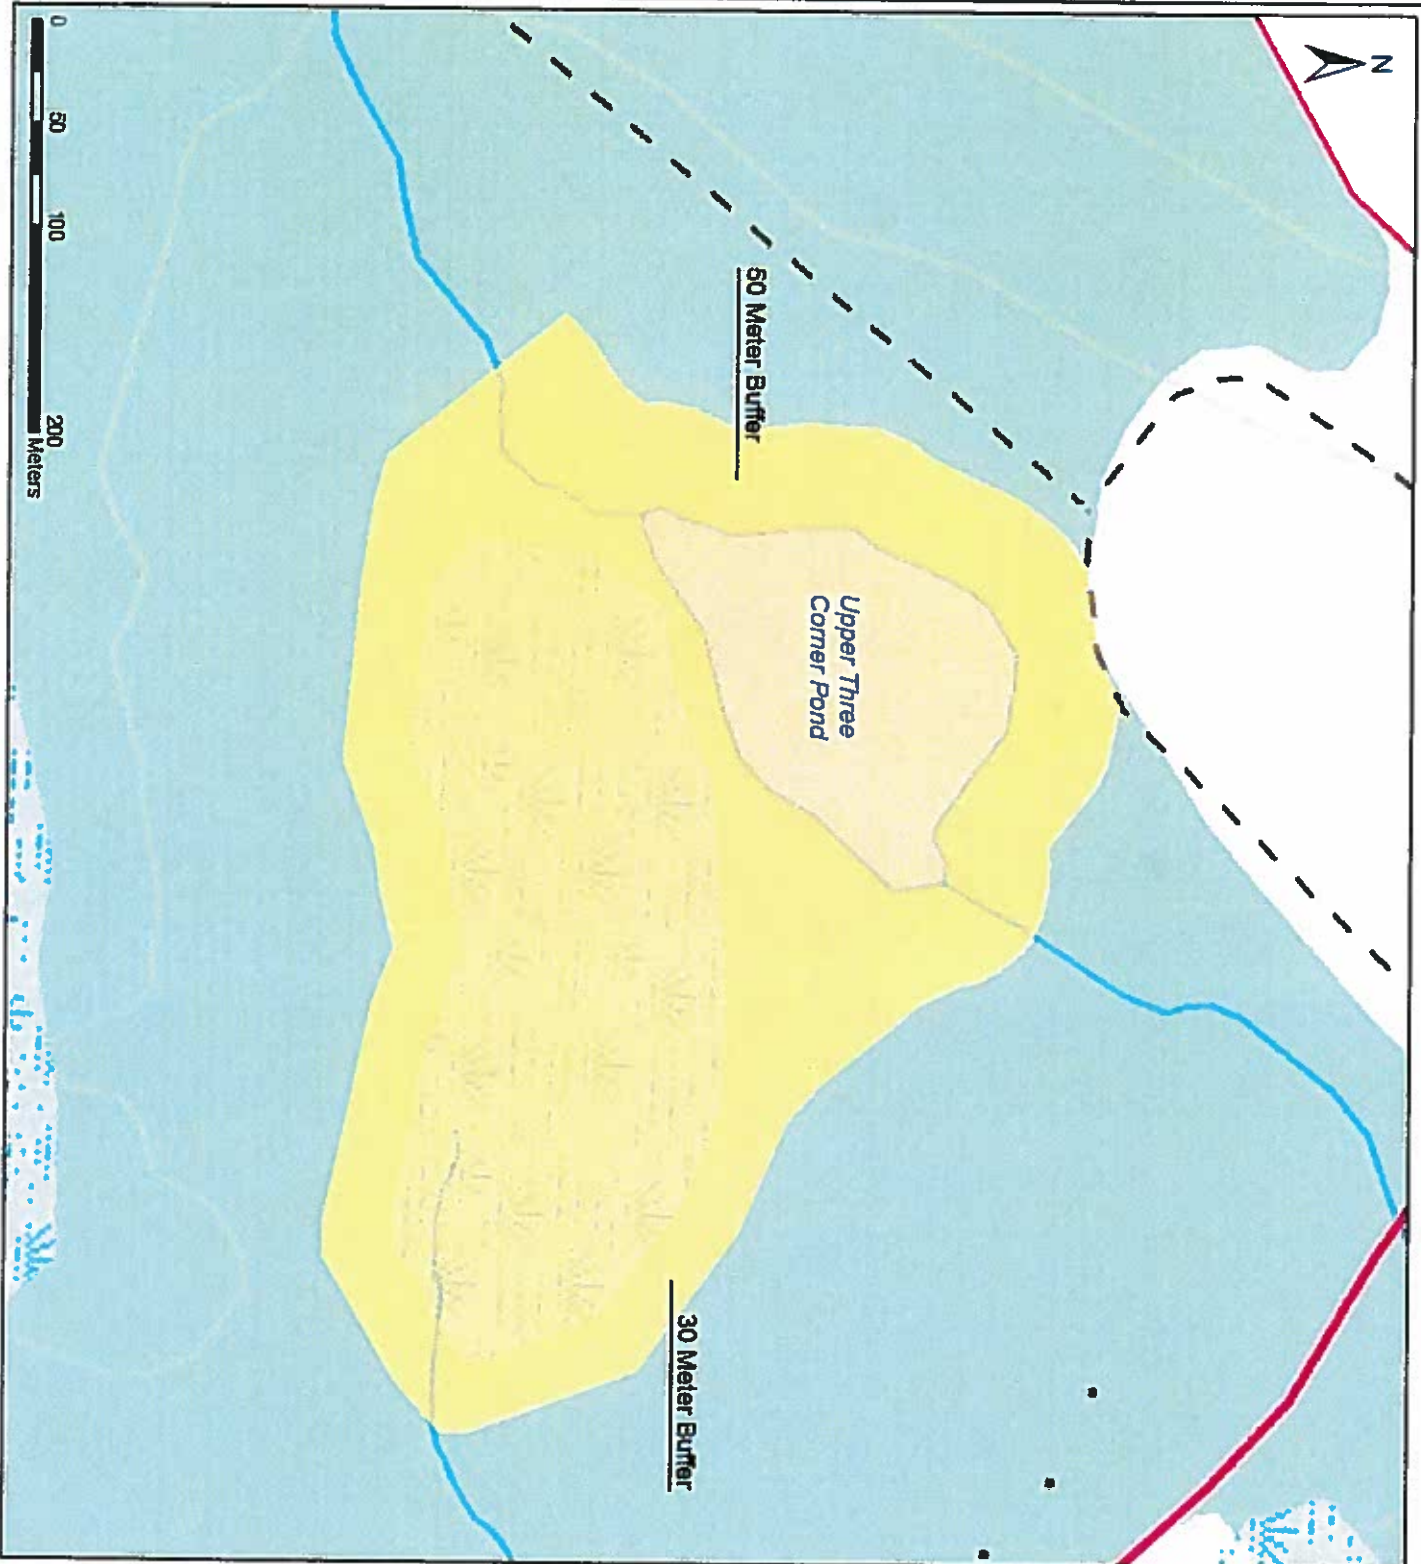 N
50 Meter Buffer
Upper Three
Corner Pond
30 Meter Buffer
0 50 100 200
Meters